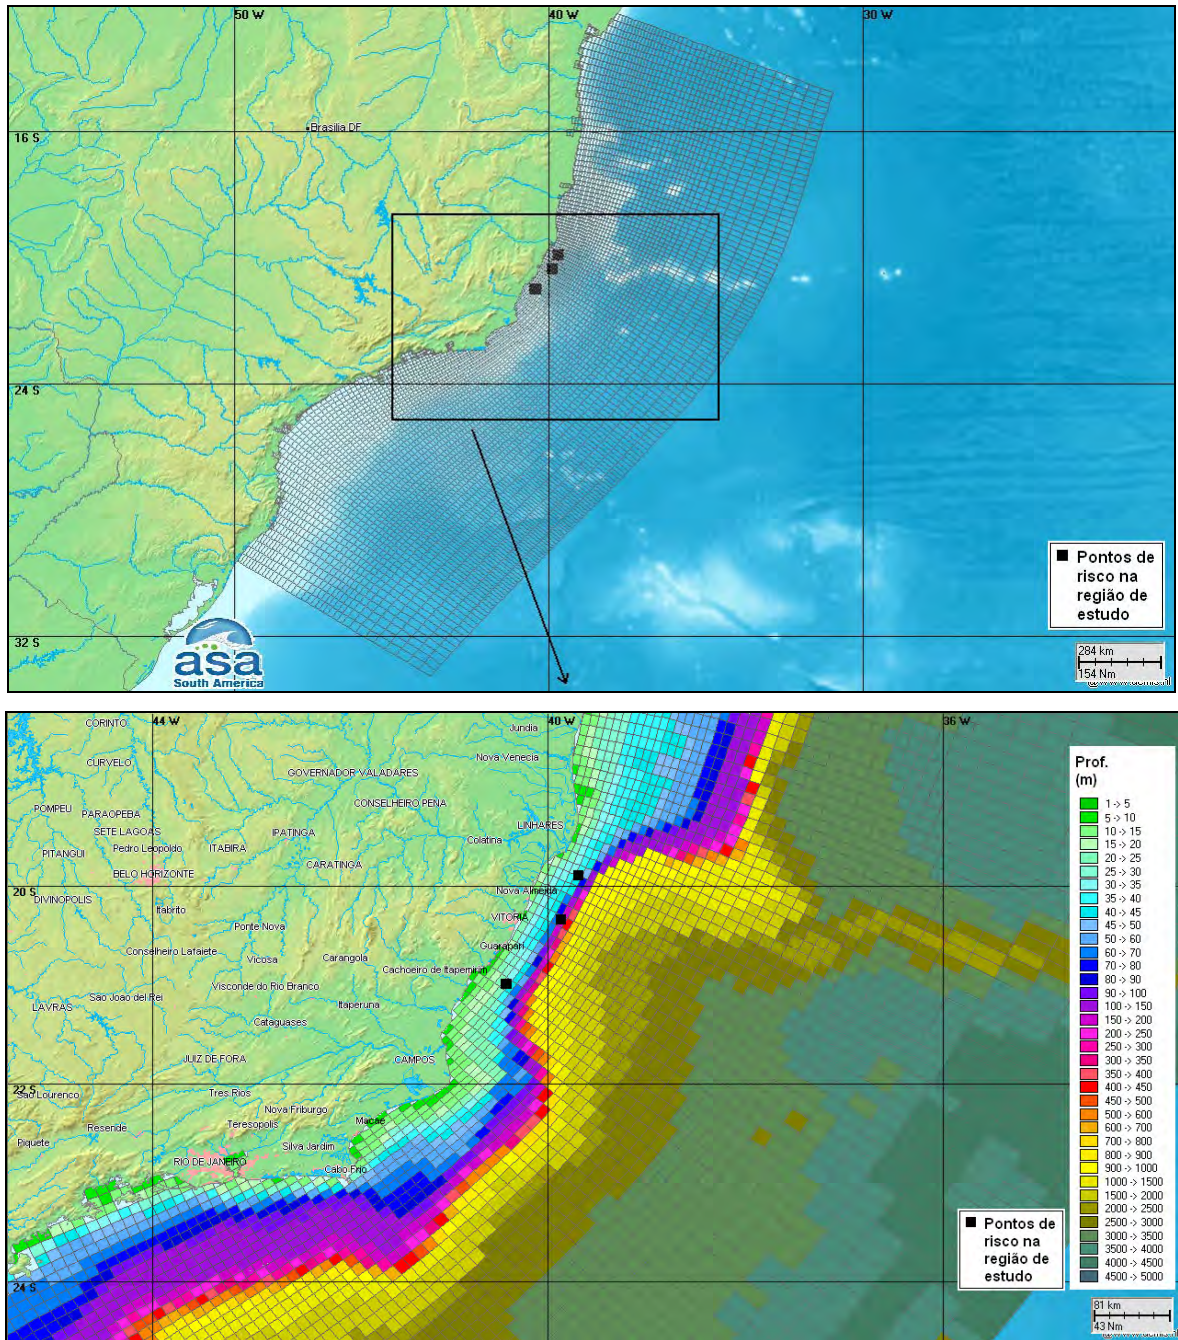 50 W
40 W
30 W
Brasilia DF
16 S
24 S
32 S
asa
South America
Pontos de
risco na
região de
estudo
284 km
154 Nm
44 W
40 W
36 W
CORINTO
Jundia
CURVELO
Nova Venecia
GOVERNADOR VALADARES
POMPEU
PARAOPEBA
CONSELHEIRO PENA
SETE LAGOAS
IPATINGA
LINHARES
PITANGUI
Pedro Leopoldo
ITABIRA
Colatina
BELO HORIZONTE
CARATINGA
20 S
DIVINOPOLIS
Itabrito
Nova Almeida
Ponte Nova
VITORIA
Conselheiro Lafaiete
Vicosa
Carangola
Guarapari
Cachoeiro de Itapemirim
LAVRAS
São Joao del Rei
Visconde do Rio Branco
Itaperuna
Cataguases
JUIZ DE FORA
CAMPOS
22 S
São Lourenco
Tres Rios
Nova Friburgo
Resende
Teresopolis
Macae
Piquete
Silva Jardim
RIO DE JANEIRO
Cabo Frio
24 S
Prof.
(m)
1 -> 5
5 -> 10
10 -> 15
15 -> 20
20 -> 25
25 -> 30
30 -> 35
35 -> 40
40 -> 45
45 -> 50
50 -> 60
60 -> 70
70 -> 80
80 -> 90
90 -> 100
100 -> 150
150 -> 200
200 -> 250
250 -> 300
300 -> 350
350 -> 400
400 -> 450
450 -> 500
500 -> 600
600 -> 700
700 -> 800
800 -> 900
900 -> 1000
1000 -> 1500
1500 -> 2000
2000 -> 2500
2500 -> 3000
3000 -> 3500
3500 -> 4000
4000 -> 4500
4500 -> 5000
Pontos de
risco na
região de
estudo
81 km
43 Nm